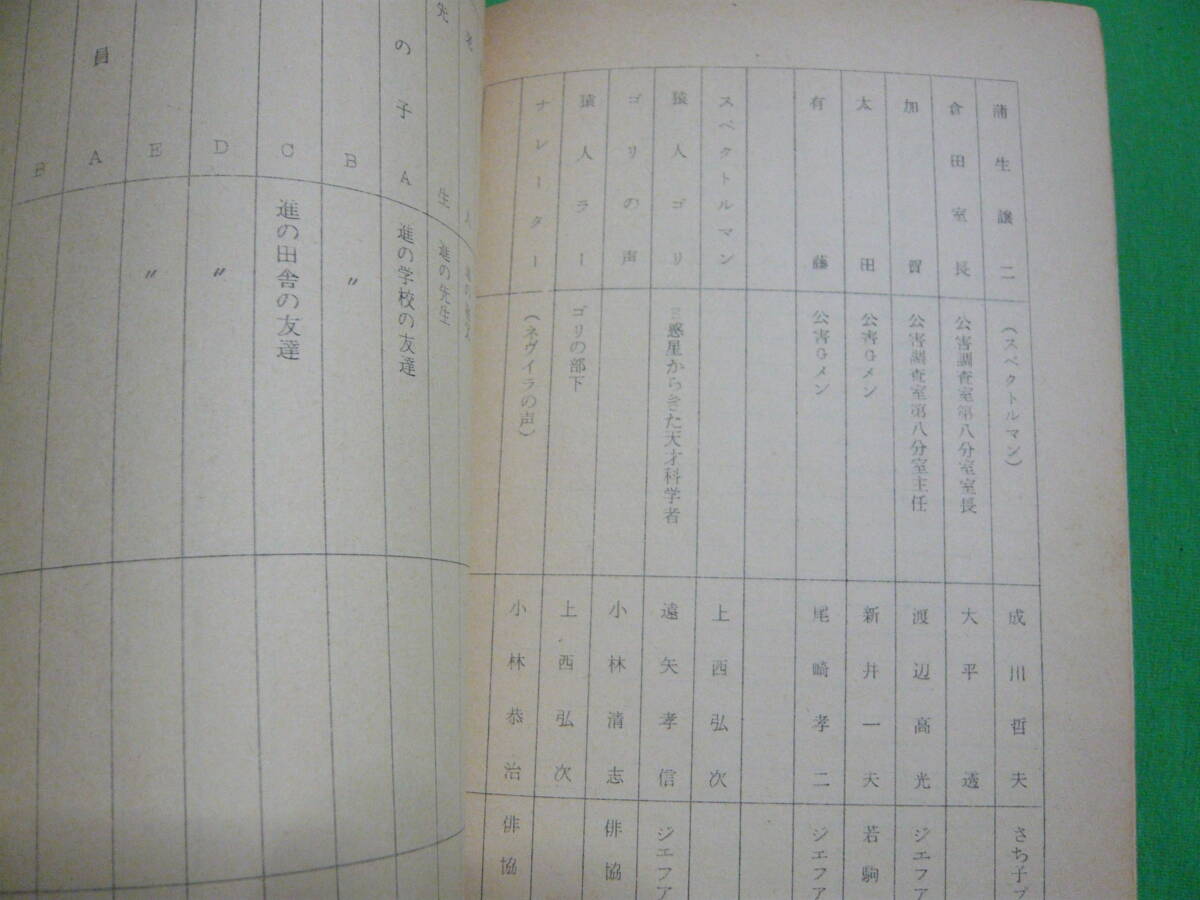 蒲生譲二 (スペクトルマン) 成川哲夫 さち子プ
倉田室長 公害調査室第八分室室長 大平透
加賀 公害調査室第八分室主任 渡辺高光 ジエフア
太田 公害Gメン 新井一夫 若駒
有藤 公害Gメン 尾崎孝二 ジエフア
スペクトルマン 上西弘次
猿人ゴリ E惑星からきた天才科学者 遠矢孝信 ジエフア
ゴリの声 小林清志 俳協
猿人ラー ゴリの部下 上西弘次
ナレーター (ネヴイラの声) 小林恭治 俳協
先生 進の先生
の子A 進の学校の友達
B 〃
C 進の田舎の友達
D 〃
E 〃
員A
B